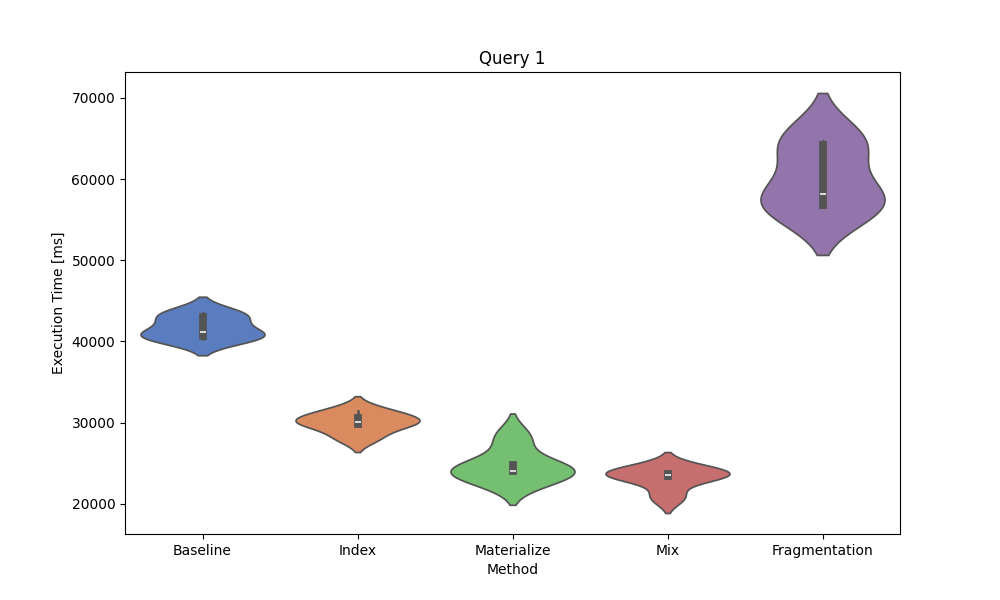 Query 1
Execution Time [ms]
70000
60000
50000
40000
30000
20000
Baseline Index Materialize Mix Fragmentation
Method